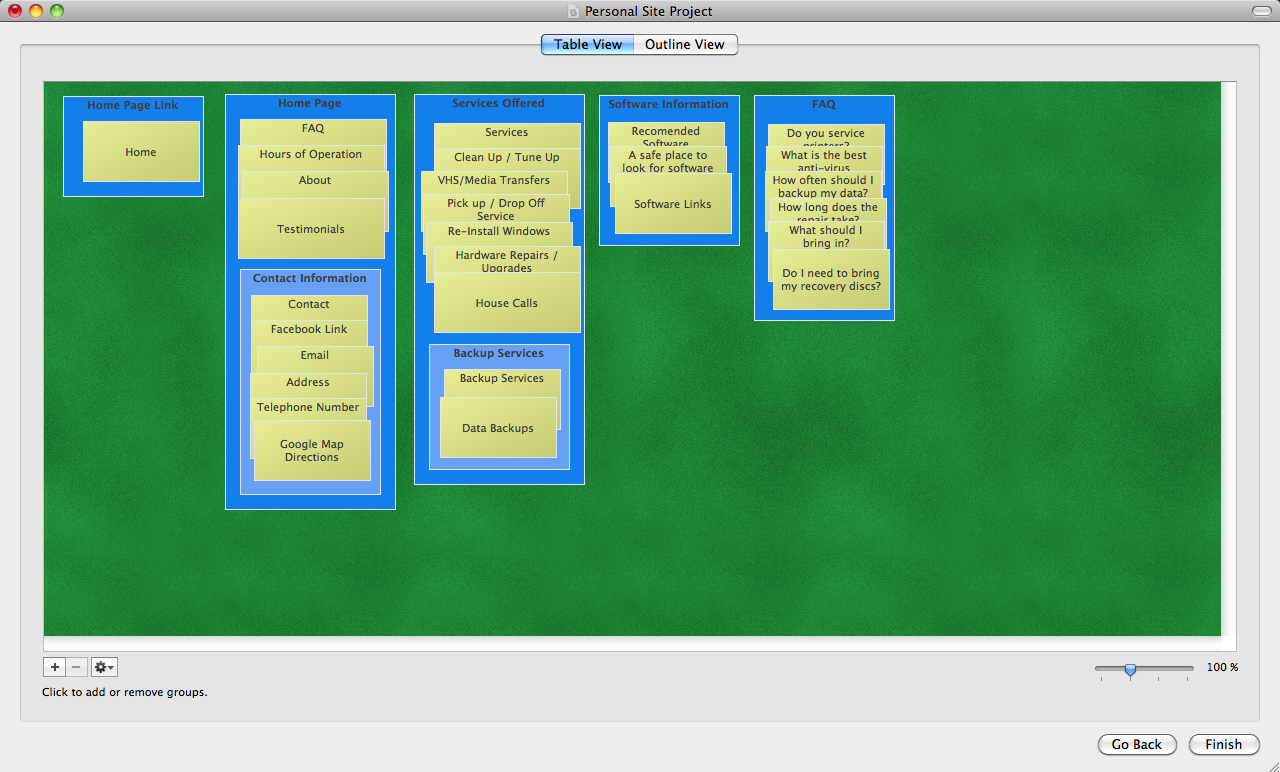 Personal Site Project
Table View
Outline View
Home Page Link
Home
Home Page
FAQ
Hours of Operation
About
Testimonials
Contact Information
Contact
Facebook Link
Email
Address
Telephone Number
Google Map
Directions
Services Offered
Services
Clean Up / Tune Up
VHS/Media Transfers
Pick up / Drop Off
Service
Re-Install Windows
Hardware Repairs /
Upgrades
House Calls
Backup Services
Backup Services
Data Backups
Software Information
Recomended
Software
A safe place to
look for software
Software Links
FAQ
Do you service
printers?
What is the best
anti-virus
How often should I
backup my data?
How long does the
repair take?
What should I
bring in?
Do I need to bring
my recovery discs?
100 %
Click to add or remove groups.
Go Back
Finish